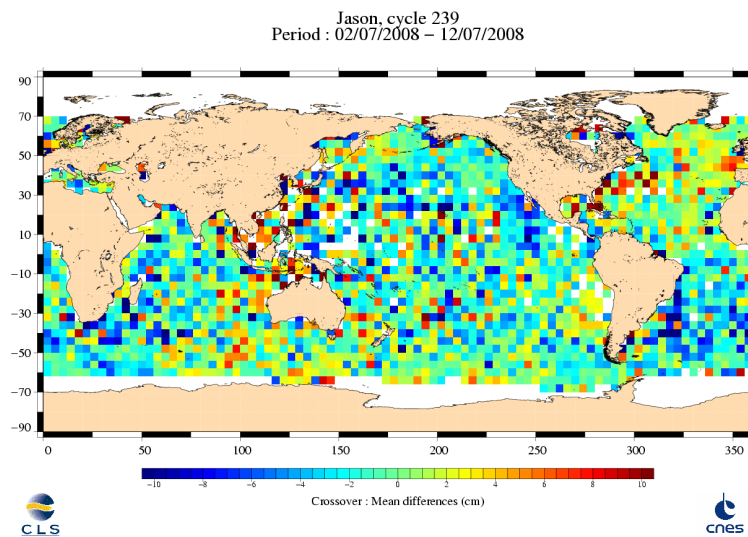 Jason, cycle 239
Period : 02/07/2008 − 12/07/2008
90
70
50
30
10
−10
−30
−50
−70
−90
0 50 100 150 200 250 300 350
−10 −8 −6 −4 −2 0 2 4 6 8 10
Crossover : Mean differences (cm)
CLS
cnes